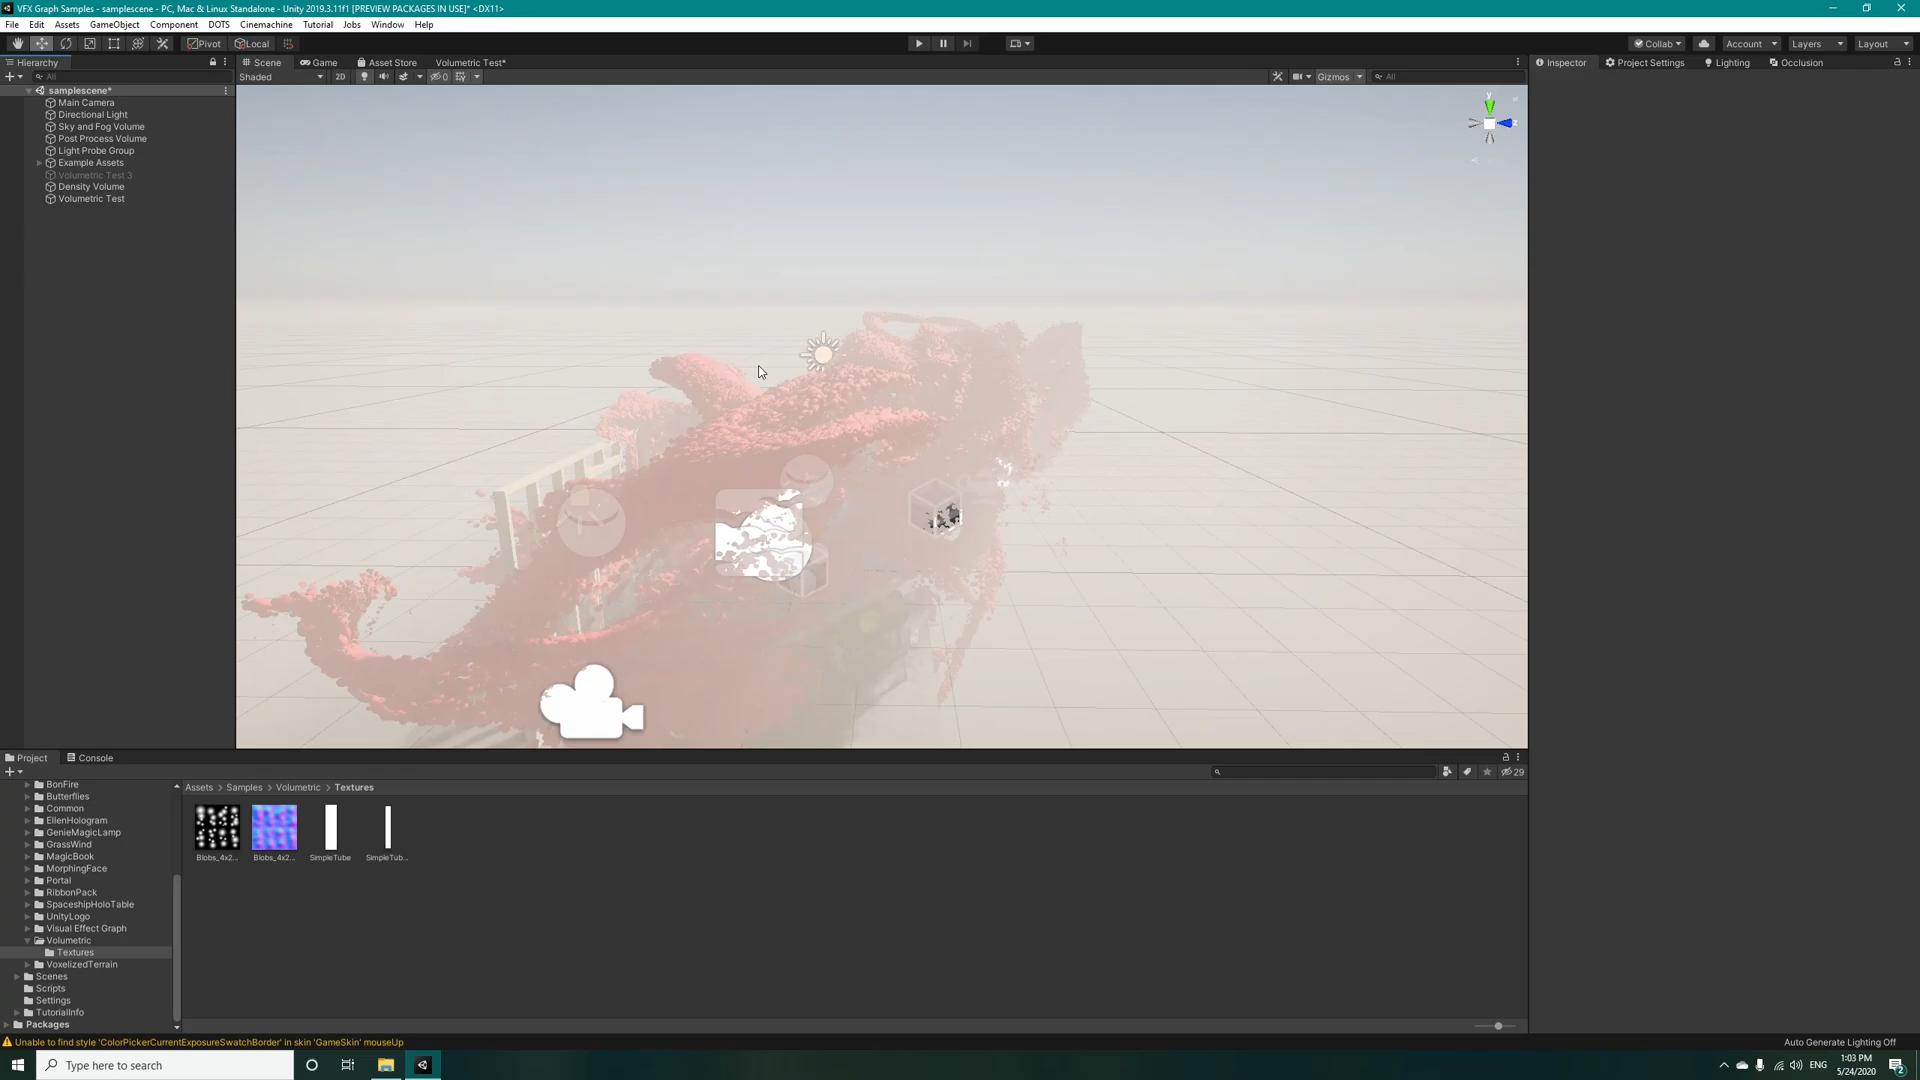 VFX Graph Samples - samplescene - PC, Mac & Linux Standalone - Unity 2019.3.11f1 [PREVIEW PACKAGES IN USE]* <DX11>
File Edit Assets GameObject Component DOTS Cinemachine Tutorial Jobs Window Help
Pivot Local Collab Account Layers Layout
Hierarchy Scene Game Asset Store Volumetric Test* Inspector Project Settings Lighting Occlusion
All Shaded 2D 0 Gizmos All
samplescene*
Main Camera
Directional Light
Sky and Fog Volume
Post Process Volume
Light Probe Group
Example Assets
Volumetric Test 3
Density Volume
Volumetric Test
y
z
Project Console
29
Assets > Samples > Volumetric > Textures
BonFire
Butterflies
Common
EllenHologram
GenieMagicLamp
GrassWind
MagicBook
MorphingFace
Portal
RibbonPack
SpaceshipHoloTable
UnityLogo
Visual Effect Graph
Volumetric
Textures
VoxelizedTerrain
Scenes
Scripts
Settings
TutorialInfo
Packages
Blobs_4x2... Blobs_4x2... SimpleTube SimpleTub...
Unable to find style 'ColorPickerCurrentExposureSwatchBorder' in skin 'GameSkin' mouseUp
Auto Generate Lighting Off
Type here to search
ENG
1:03 PM
5/24/2020
2